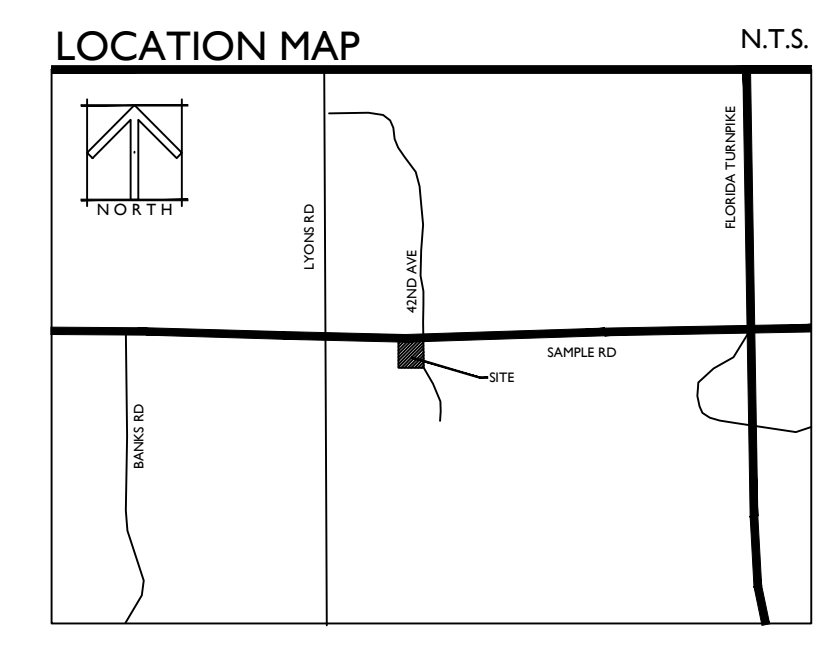 LOCATION MAP
N.T.S.
NORTH
LYONS RD
42ND AVE
FLORIDA TURNPIKE
SAMPLE RD
SITE
BANKS RD